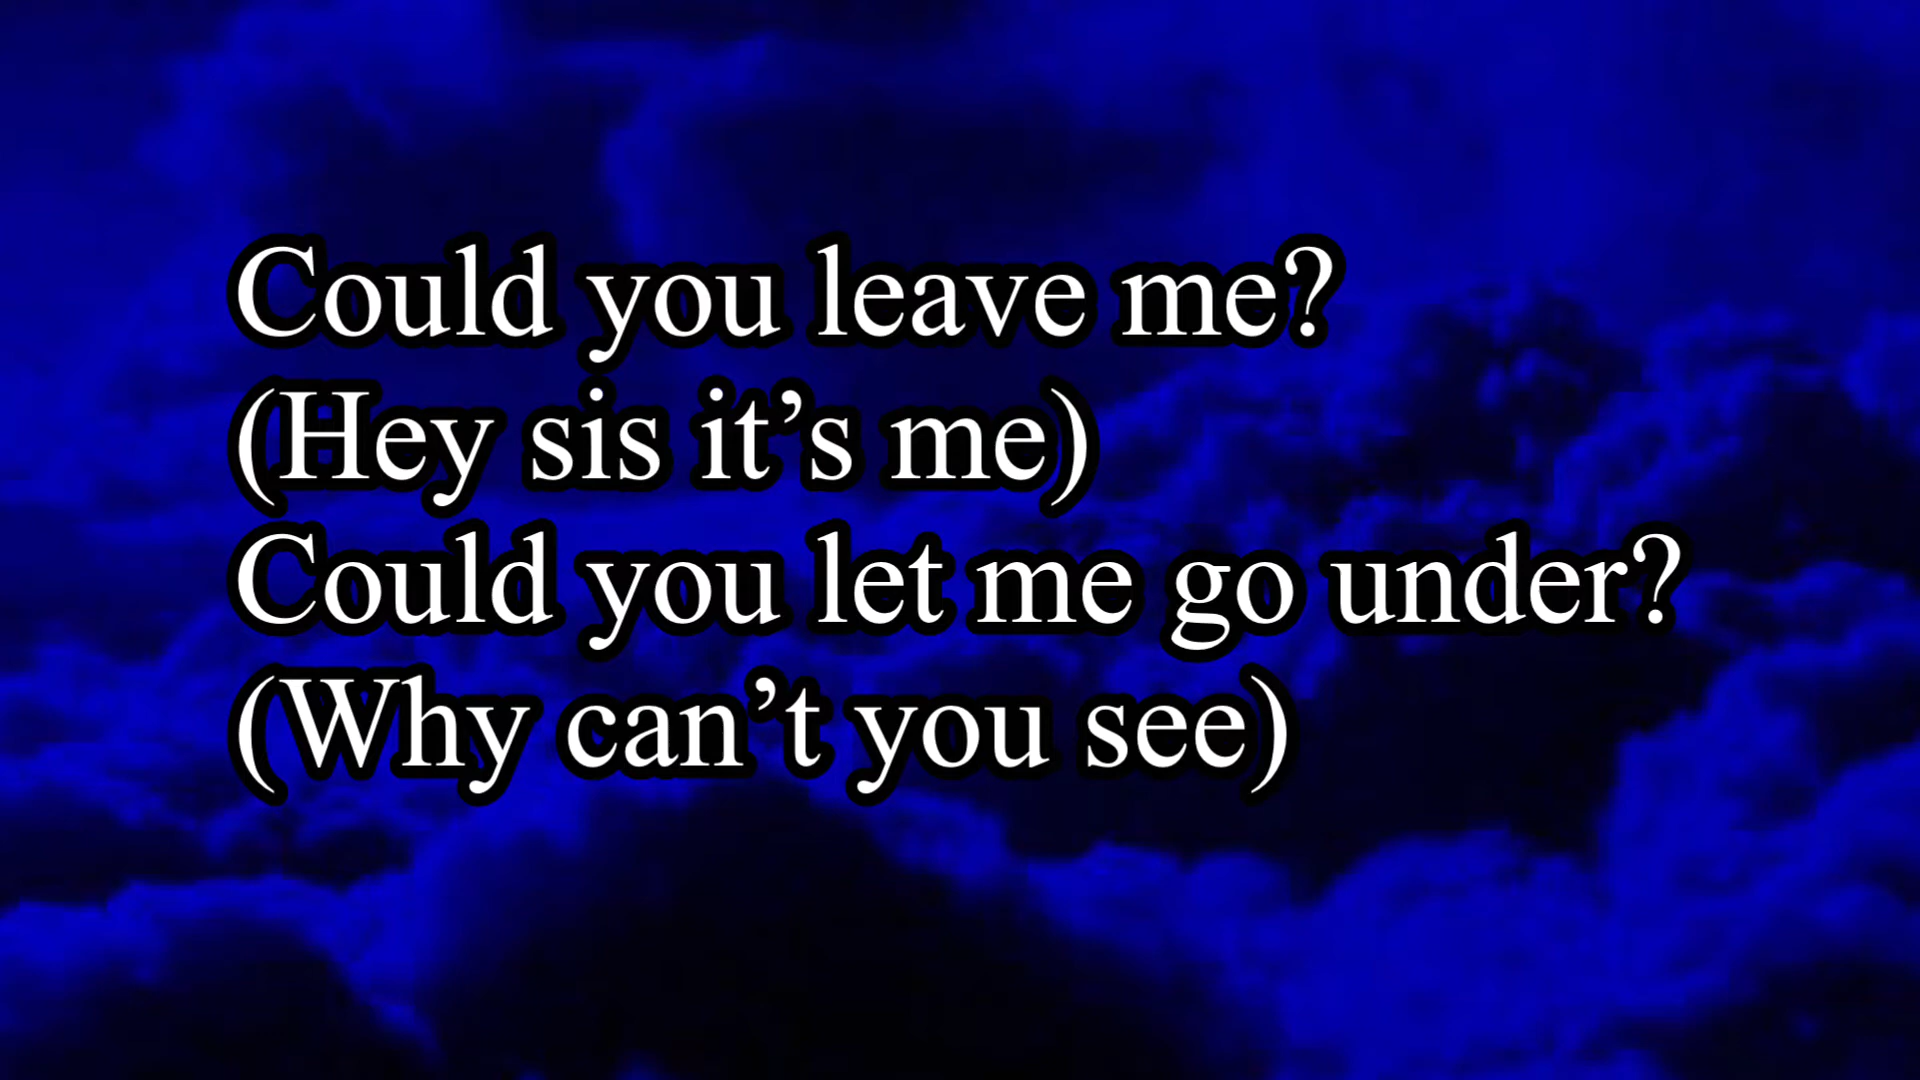 Could you leave me?
(Hey sis it’s me)
Could you let me go under?
(Why can’t you see)